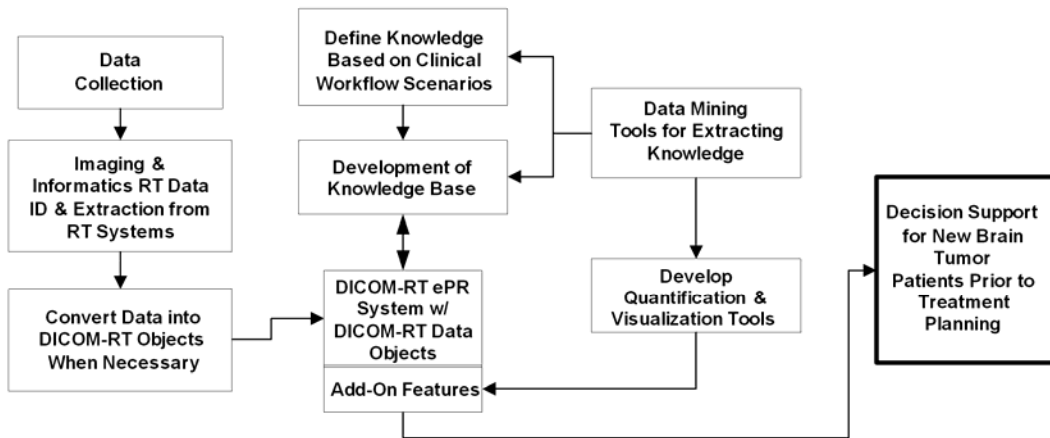 Data
Collection
Imaging &
Informatics RT Data
ID & Extraction from
RT Systems
Convert Data into
DICOM-RT Objects
When Necessary
Define Knowledge
Based on Clinical
Workflow Scenarios
Development of
Knowledge Base
DICOM-RT ePR
System w/
DICOM-RT Data
Objects
Add-On Features
Data Mining
Tools for Extracting
Knowledge
Develop
Quantification &
Visualization Tools
Decision Support
for New Brain
Tumor
Patients Prior to
Treatment
Planning